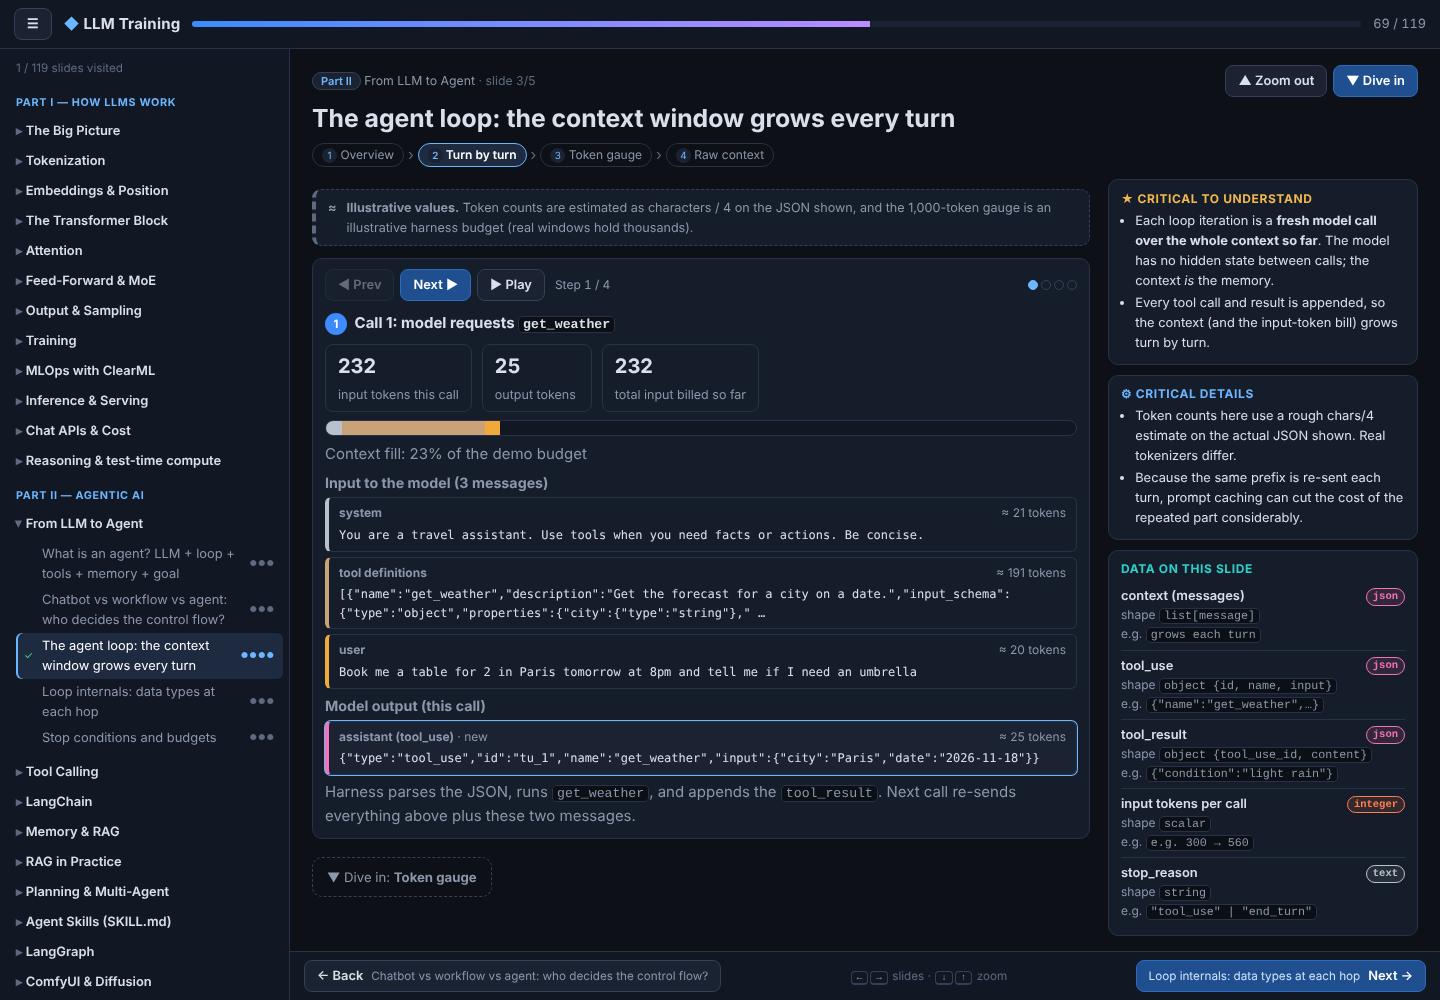 ☰
◆ LLM Training
69 / 119
1 / 119 slides visited
PART I — HOW LLMS WORK
▸ The Big Picture
▸ Tokenization
▸ Embeddings & Position
▸ The Transformer Block
▸ Attention
▸ Feed-Forward & MoE
▸ Output & Sampling
▸ Training
▸ MLOps with ClearML
▸ Inference & Serving
▸ Chat APIs & Cost
▸ Reasoning & test-time compute
PART II — AGENTIC AI
▾ From LLM to Agent
What is an agent? LLM + loop +
tools + memory + goal
Chatbot vs workflow vs agent:
who decides the control flow?
✓ The agent loop: the context
window grows every turn
Loop internals: data types at
each hop
Stop conditions and budgets
▸ Tool Calling
▸ LangChain
▸ Memory & RAG
▸ RAG in Practice
▸ Planning & Multi-Agent
▸ Agent Skills (SKILL.md)
▸ LangGraph
▸ ComfyUI & Diffusion
Part II From LLM to Agent · slide 3/5
▲ Zoom out
▼ Dive in
The agent loop: the context window grows every turn
1 Overview › 2 Turn by turn › 3 Token gauge › 4 Raw context
≈ Illustrative values. Token counts are estimated as characters / 4 on the JSON shown, and the 1,000-token gauge is an
illustrative harness budget (real windows hold thousands).
◀ Prev
Next ▶
▶ Play
Step 1 / 4
1 Call 1: model requests get_weather
232
input tokens this call
25
output tokens
232
total input billed so far
Context fill: 23% of the demo budget
Input to the model (3 messages)
system ≈ 21 tokens
You are a travel assistant. Use tools when you need facts or actions. Be concise.
tool definitions ≈ 191 tokens
[{"name":"get_weather","description":"Get the forecast for a city on a date.","input_schema":
{"type":"object","properties":{"city":{"type":"string"}," …
user ≈ 20 tokens
Book me a table for 2 in Paris tomorrow at 8pm and tell me if I need an umbrella
Model output (this call)
assistant (tool_use) · new ≈ 25 tokens
{"type":"tool_use","id":"tu_1","name":"get_weather","input":{"city":"Paris","date":"2026-11-18"}}
Harness parses the JSON, runs get_weather, and appends the tool_result. Next call re-sends
everything above plus these two messages.
▼ Dive in: Token gauge
★ CRITICAL TO UNDERSTAND
• Each loop iteration is a fresh model call
over the whole context so far. The model
has no hidden state between calls; the
context is the memory.
• Every tool call and result is appended, so
the context (and the input-token bill) grows
turn by turn.
⚙ CRITICAL DETAILS
• Token counts here use a rough chars/4
estimate on the actual JSON shown. Real
tokenizers differ.
• Because the same prefix is re-sent each
turn, prompt caching can cut the cost of the
repeated part considerably.
DATA ON THIS SLIDE
context (messages) json
shape list[message]
e.g. grows each turn
tool_use json
shape object {id, name, input}
e.g. {"name":"get_weather",…}
tool_result json
shape object {tool_use_id, content}
e.g. {"condition":"light rain"}
input tokens per call integer
shape scalar
e.g. e.g. 300 → 560
stop_reason text
shape string
e.g. "tool_use" | "end_turn"
← Back Chatbot vs workflow vs agent: who decides the control flow?
← → slides · ↓ ↑ zoom
Loop internals: data types at each hop Next →